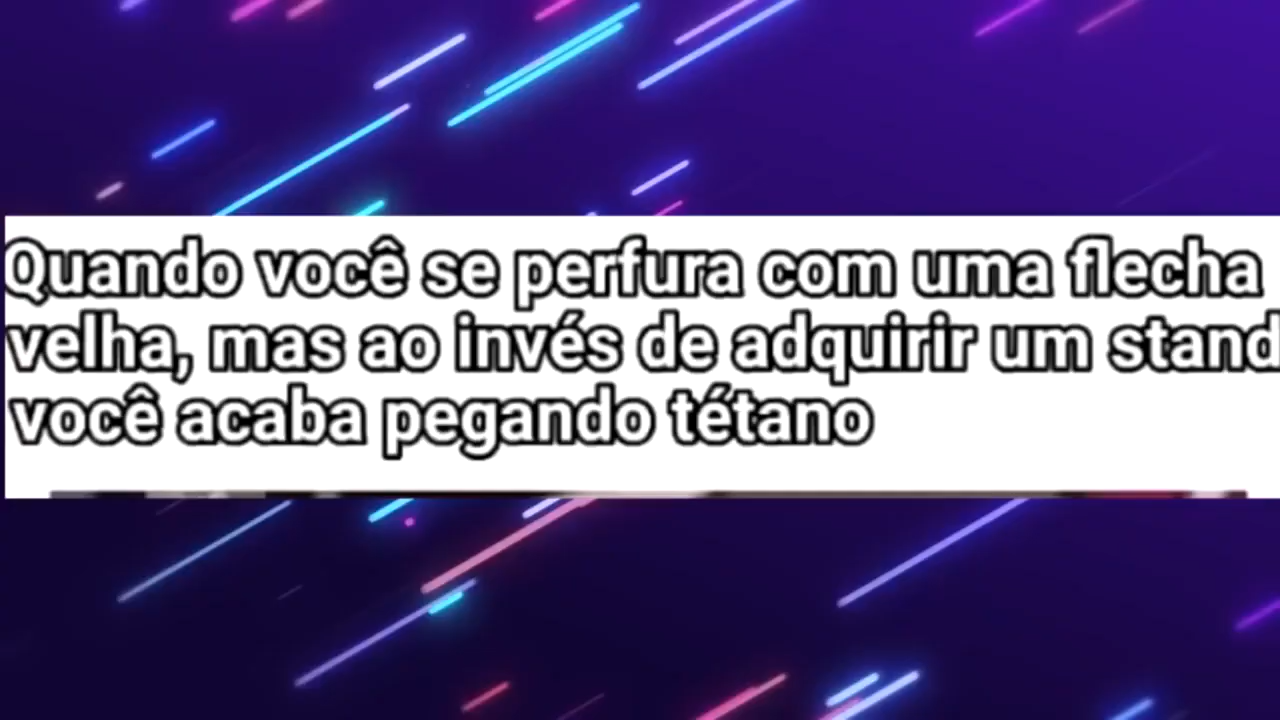 Quando você se perfura com uma flecha
velha, mas ao invés de adquirir um stand
você acaba pegando tétano